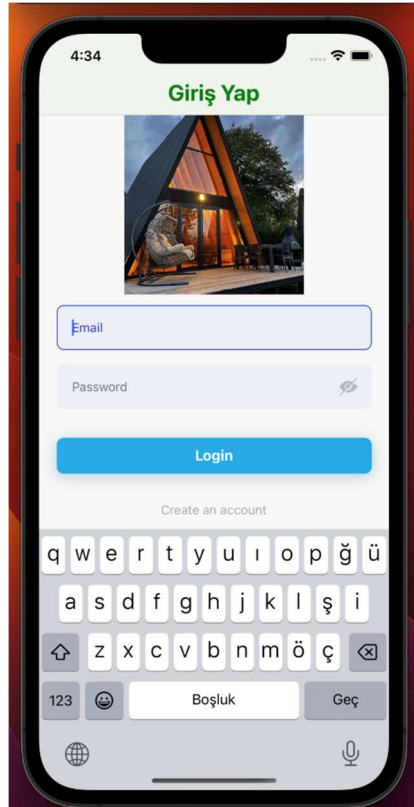 4:34
Giriş Yap
Email
Password
Login
Create an account
q w e r t y u ı o p ğ ü
a s d f g h j k l ş i
z x c v b n m ö ç
123 Boşluk Geç